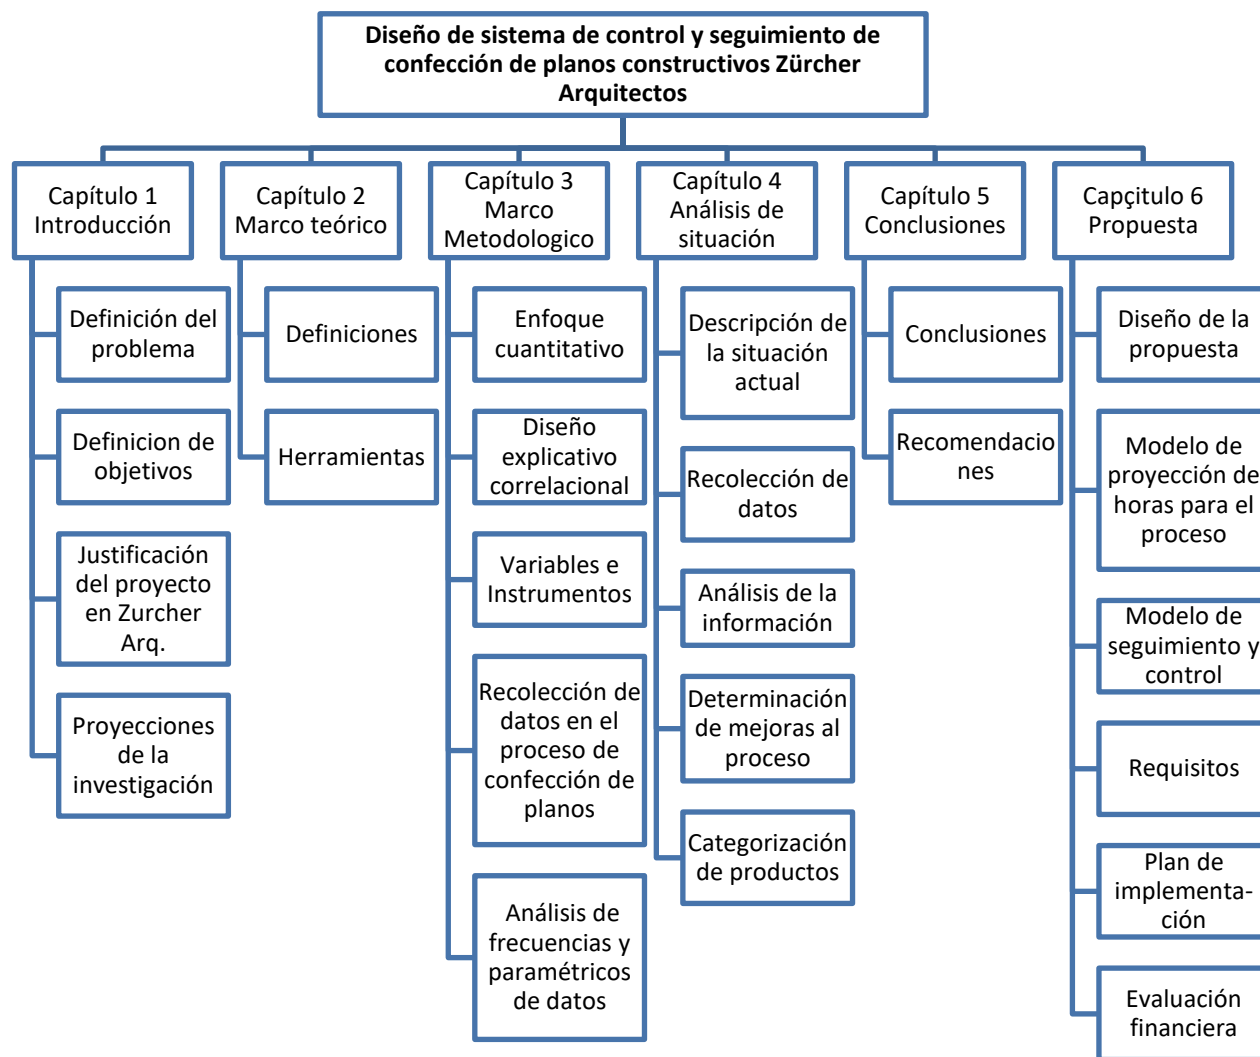 Diseño de sistema de control y seguimiento de
confección de planos constructivos Zürcher
Arquitectos
Capítulo 1
Introducción
Definición del
problema
Definicion de
objetivos
Justificación
del proyecto
en Zurcher
Arq.
Proyecciones
de la
investigación
Capítulo 2
Marco teórico
Definiciones
Herramientas
Capítulo 3
Marco
Metodologico
Enfoque
cuantitativo
Diseño
explicativo
correlacional
Variables e
Instrumentos
Recolección de
datos en el
proceso de
confección de
planos
Análisis de
frecuencias y
paramétricos
de datos
Capítulo 4
Análisis de
situación
Descripción de
la situación
actual
Recolección de
datos
Análisis de la
información
Determinación
de mejoras al
proceso
Categorización
de productos
Capítulo 5
Conclusiones
Conclusiones
Recomendacio
nes
Capçitulo 6
Propuesta
Diseño de la
propuesta
Modelo de
proyección de
horas para el
proceso
Modelo de
seguimiento y
control
Requisitos
Plan de
implementa-
ción
Evaluación
financiera